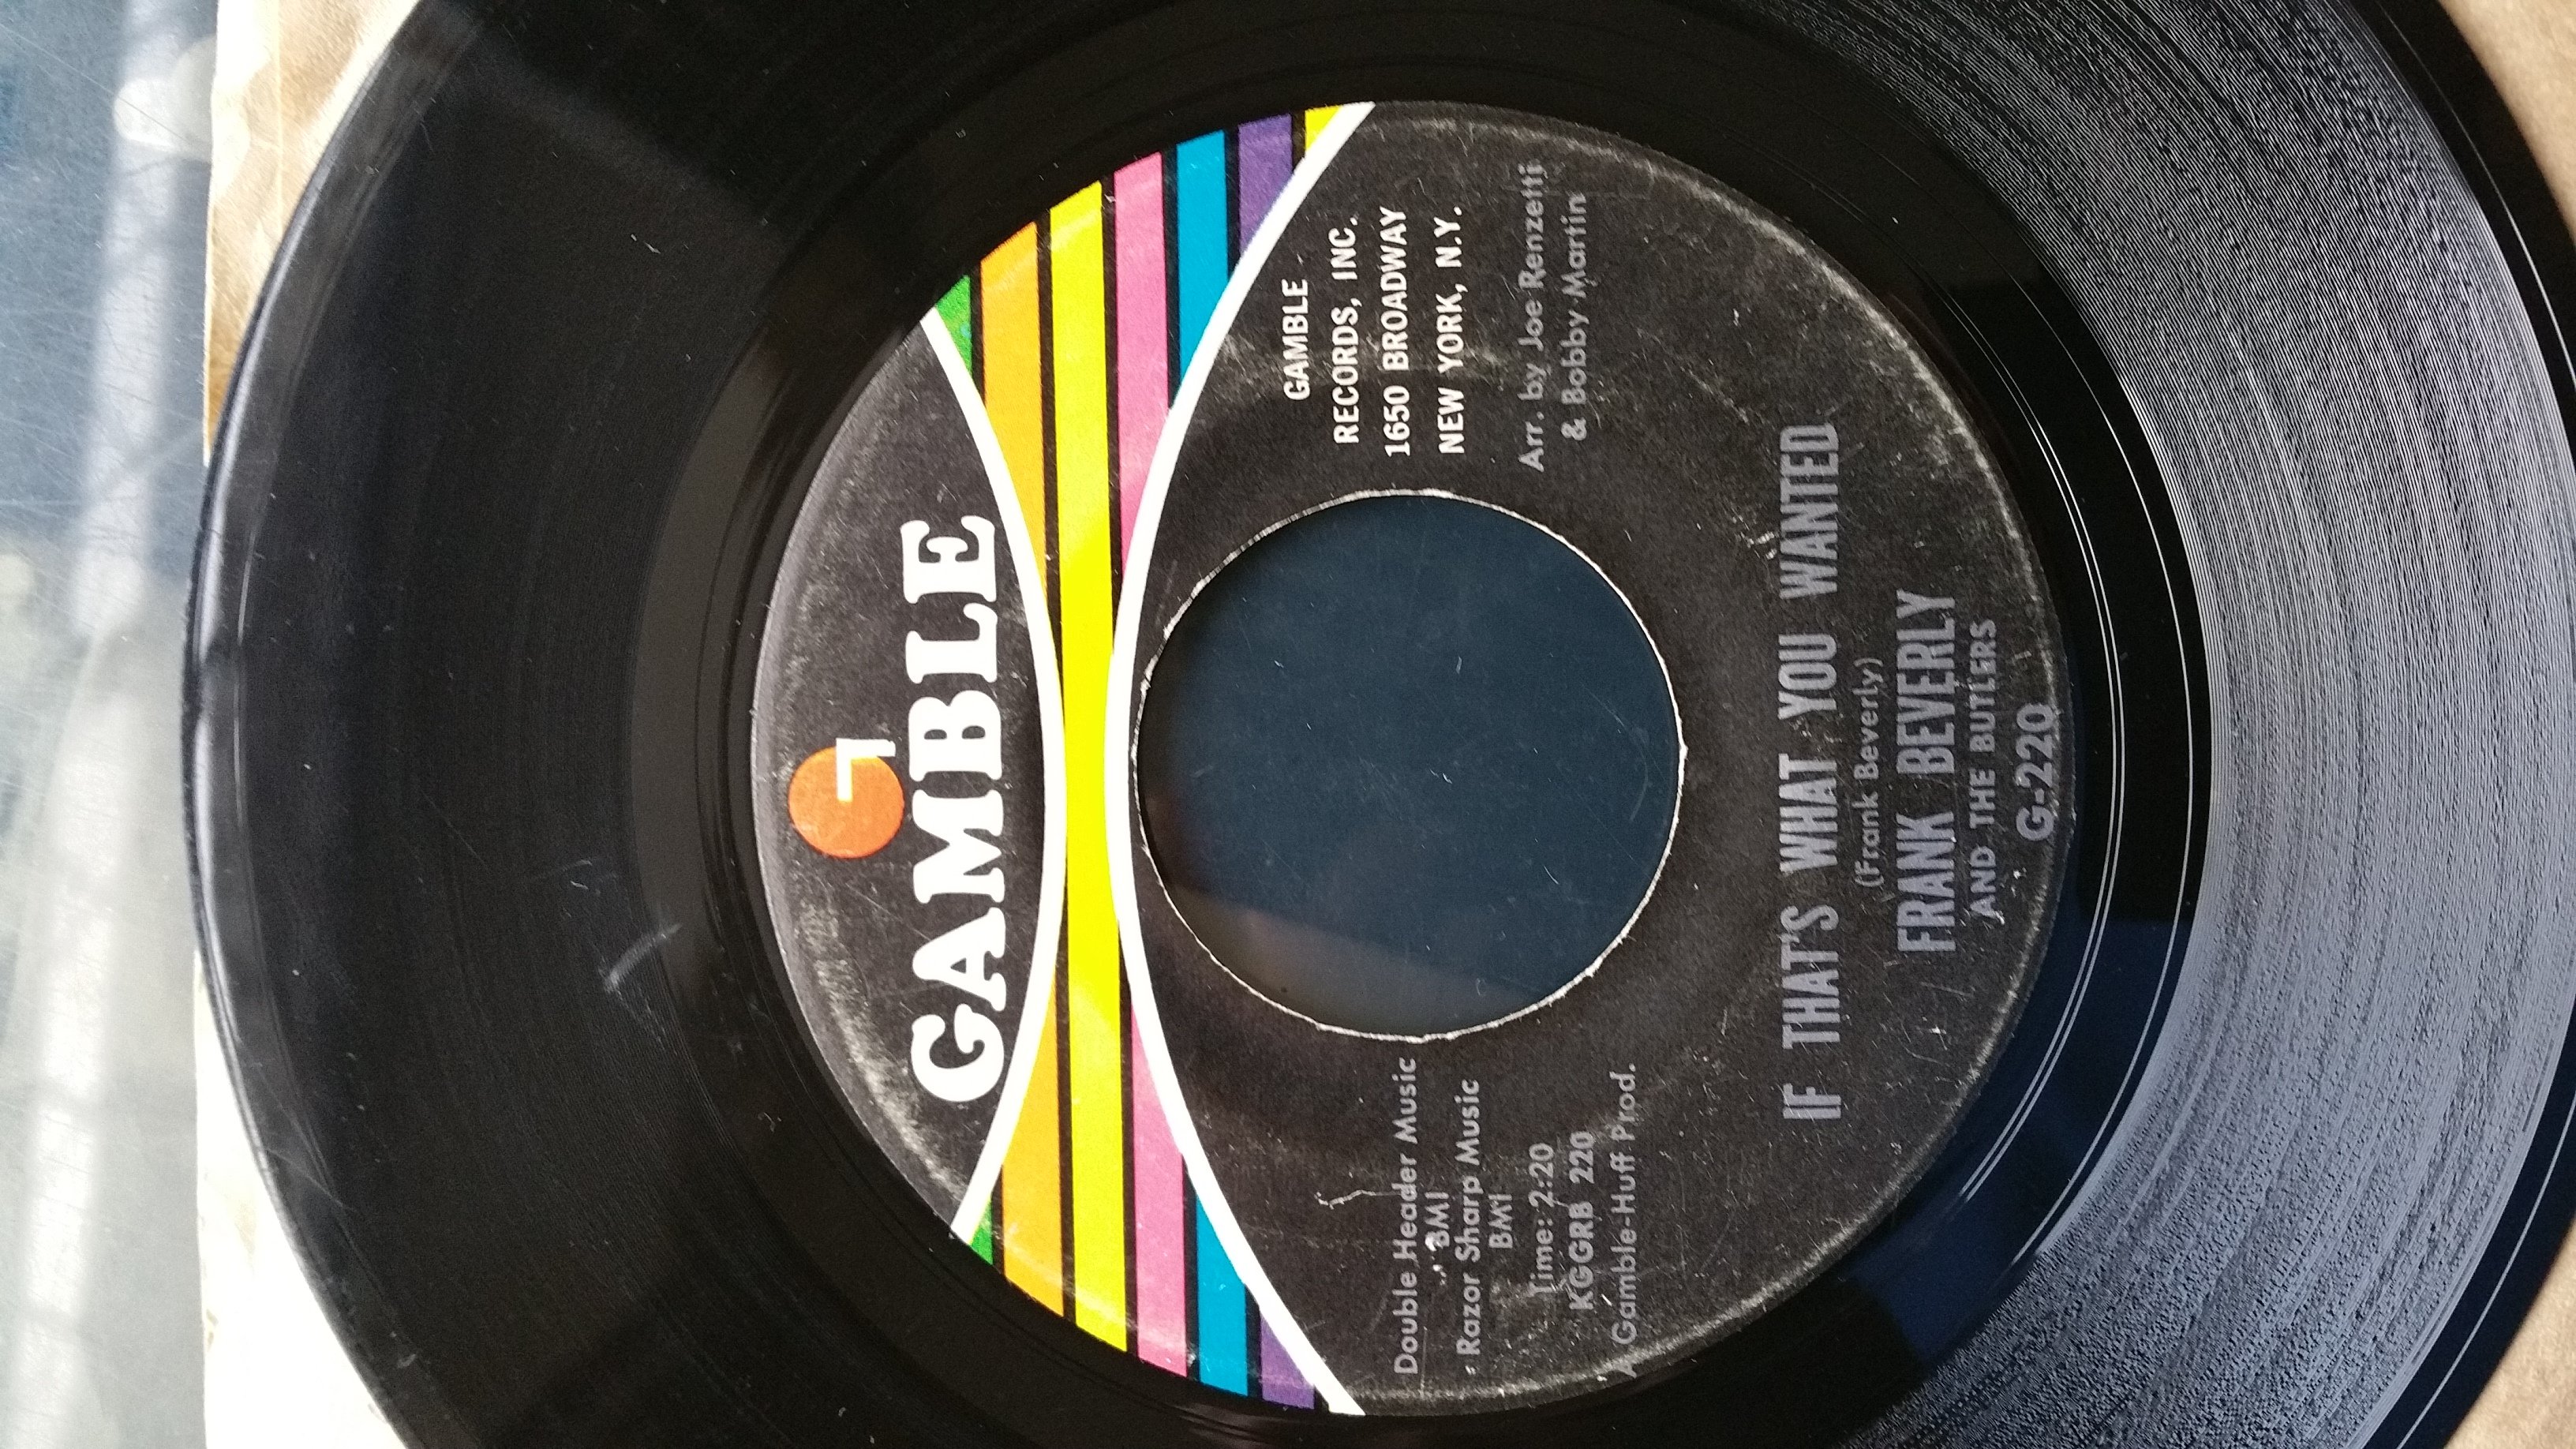 GAMBLE
GAMBLE
RECORDS, INC.
1650 BROADWAY
NEW YORK, N.Y.
Arr. by Joe Renzetti
& Bobby Martin
Double Header Music
BMI
Razor Sharp Music
BMI
Time: 2:20
KGGRB 220
A Gamble-Huff Prod.
IF THAT'S WHAT YOU WANTED
(Frank Beverly)
FRANK BEVERLY
AND THE BUTLERS
G-220